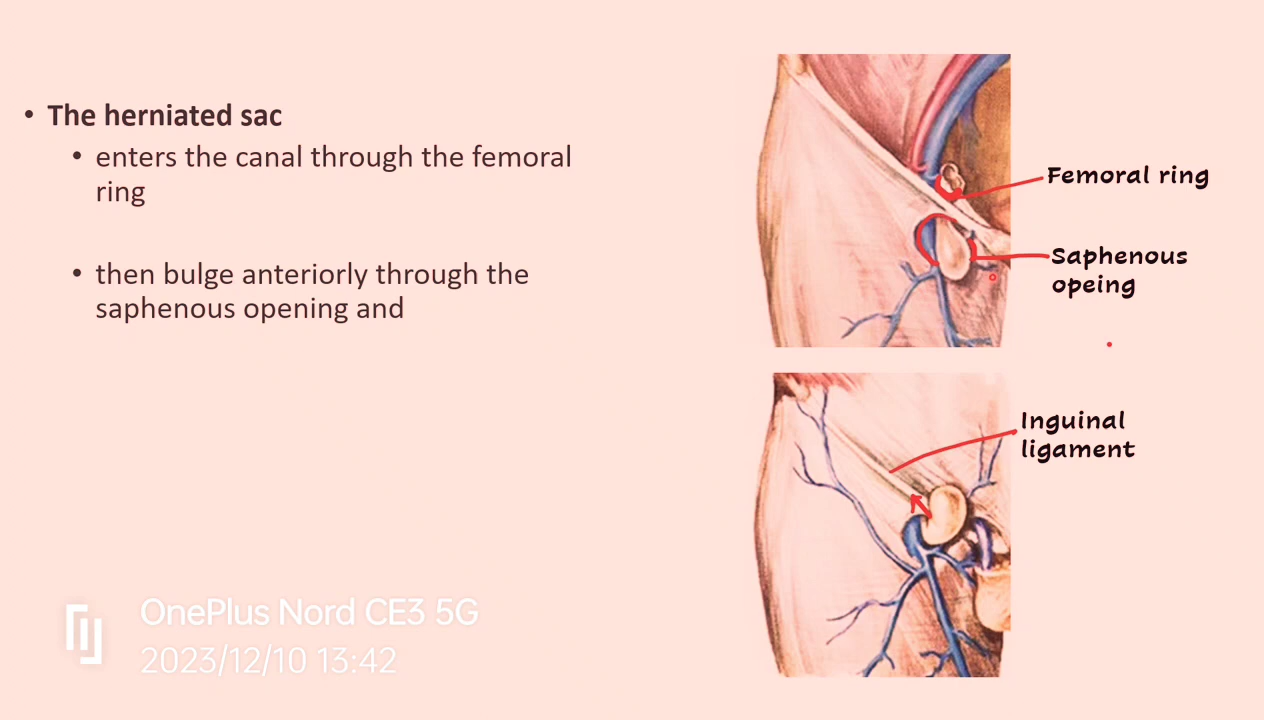 • The herniated sac
• enters the canal through the femoral
ring
• then bulge anteriorly through the
saphenous opening and
Femoral ring
Saphenous
opeing
Inguinal
ligament
OnePlus Nord CE3 5G
2023/12/10 13:42